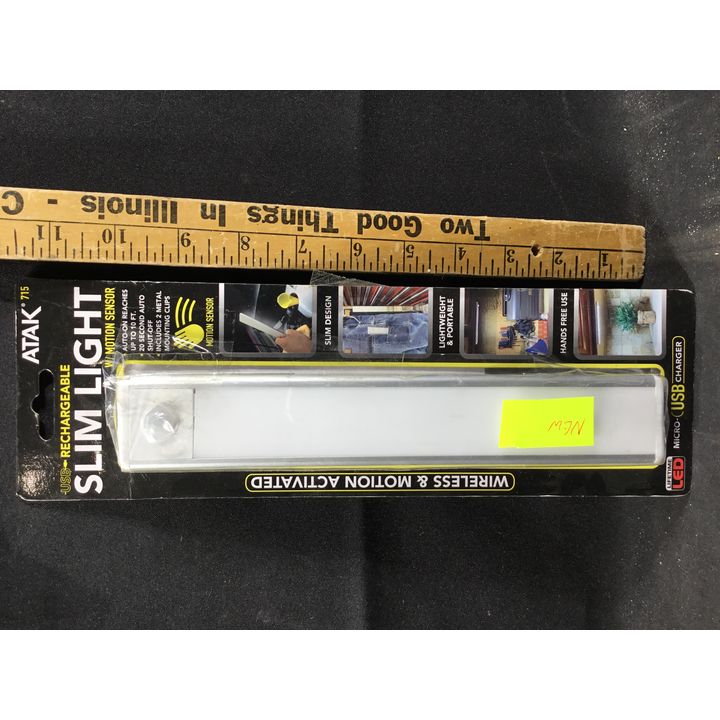 Two Good Things In Illinois - C
1 2 3 4 5 6 7 8 9 10 11
ATAK® 715
USB RECHARGEABLE
SLIM LIGHT
W/ MOTION SENSOR
AUTO-ON REACHES
UP TO 10 FT.
20 SECOND AUTO
SHUT OFF
INCLUDES 2 METAL
MOUNTING CLIPS
MOTION SENSOR
SLIM DESIGN
LIGHTWEIGHT
& PORTABLE
HANDS FREE USE
NEW
WIRELESS & MOTION ACTIVATED
MICRO-USB CHARGER
LIFETIME
LED